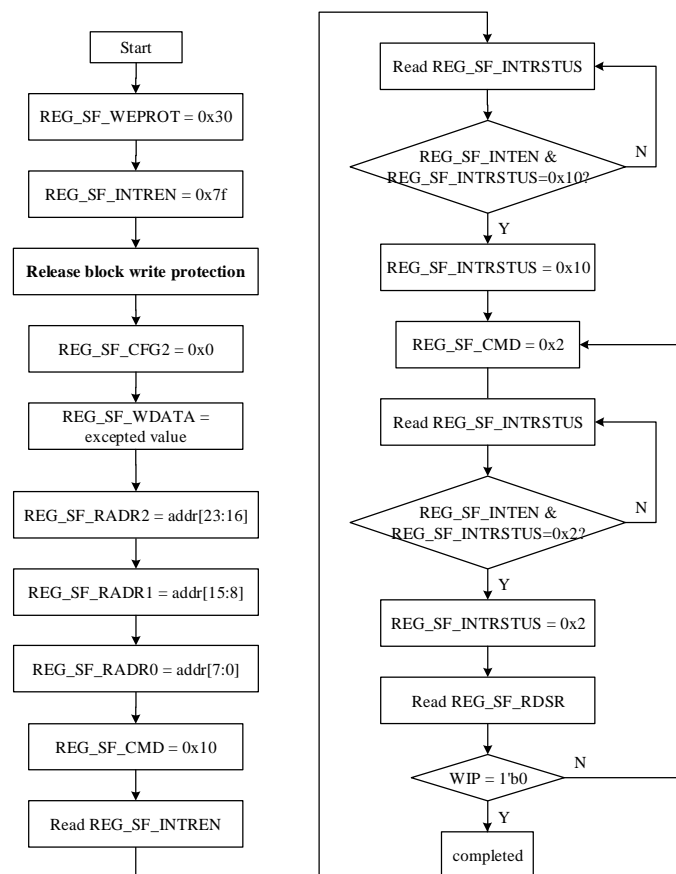 Start
REG_SF_WEPROT = 0x30
REG_SF_INTREN = 0x7f
Release block write protection
REG_SF_CFG2 = 0x0
REG_SF_WDATA =
excepted value
REG_SF_RADR2 = addr[23:16]
REG_SF_RADR1 = addr[15:8]
REG_SF_RADR0 = addr[7:0]
REG_SF_CMD = 0x10
Read REG_SF_INTREN
Read REG_SF_INTRSTUS
N
REG_SF_INTEN &
REG_SF_INTRSTUS=0x10?
Y
REG_SF_INTRSTUS = 0x10
REG_SF_CMD = 0x2
Read REG_SF_INTRSTUS
REG_SF_INTEN &
N
REG_SF_INTRSTUS=0x2?
Y
REG_SF_INTRSTUS = 0x2
Read REG_SF_RDSR
N
WIP = 1'b0
Y
completed